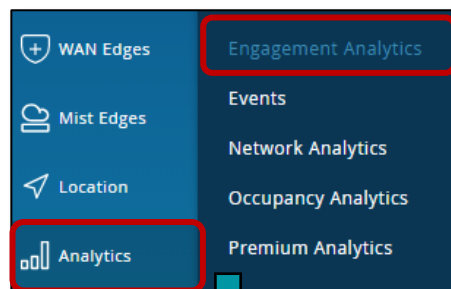 WAN Edges
Mist Edges
Location
Analytics
Engagement Analytics
Events
Network Analytics
Occupancy Analytics
Premium Analytics